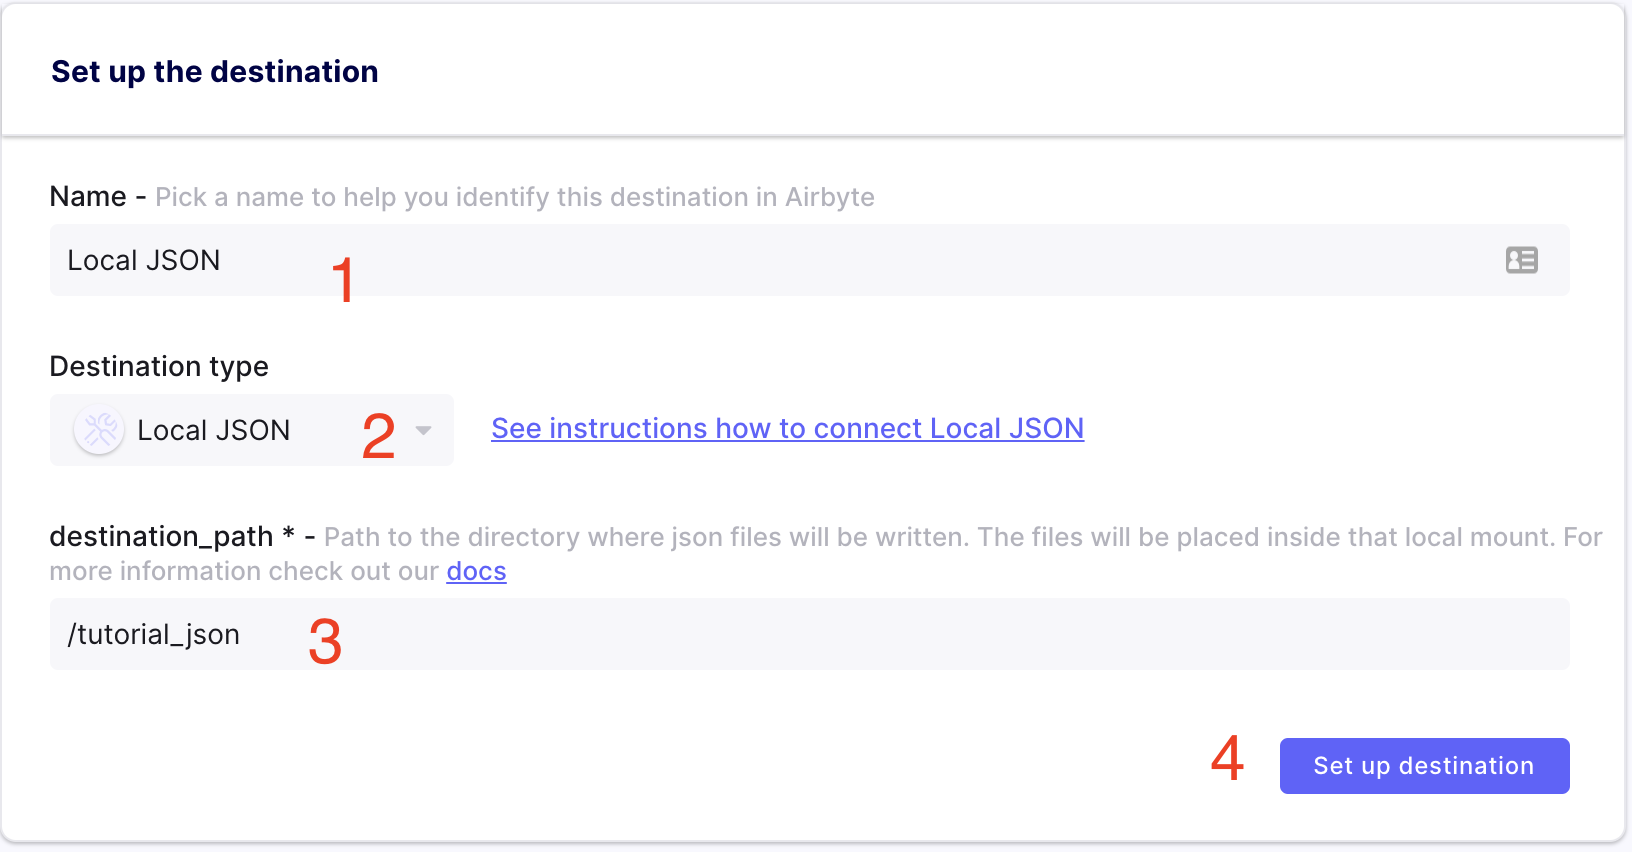 Set up the destination
Name - Pick a name to help you identify this destination in Airbyte
Local JSON
1
Destination type
Local JSON 2 See instructions how to connect Local JSON
destination_path * - Path to the directory where json files will be written. The files will be placed inside that local mount. For
more information check out our docs
/tutorial_json 3
4 Set up destination